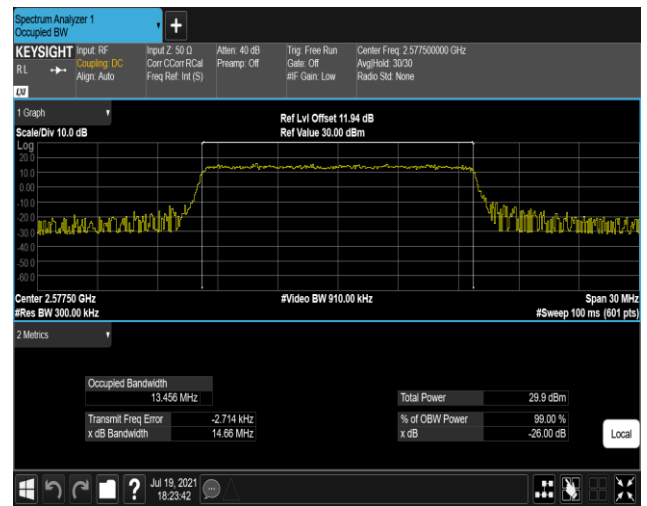 Spectrum Analyzer 1
Occupied BW
+
KEYSIGHT Input: RF Input Z: 50 Ω Atten: 40 dB Trig: Free Run Center Freq: 2.577500000 GHz
RL Coupling: DC Corr CCorr RCal Preamp: Off Gate: Off Avg|Hold: 30/30
Align: Auto Freq Ref: Int (S) #IF Gain: Low Radio Std: None
LXI
1 Graph
Ref Lvl Offset 11.94 dB
Scale/Div 10.0 dB Ref Value 30.00 dBm
Log
20.0
10.0
0.00
-10.0
-20.0
-30.0
-40.0
-50.0
-60.0
Center 2.57750 GHz #Video BW 910.00 kHz Span 30 MHz
#Res BW 300.00 kHz #Sweep 100 ms (601 pts)
2 Metrics
Occupied Bandwidth
13.456 MHz Total Power 29.9 dBm
Transmit Freq Error -2.714 kHz % of OBW Power 99.00 %
x dB Bandwidth 14.66 MHz x dB -26.00 dB
Local
? Jul 19, 2021
18:23:42